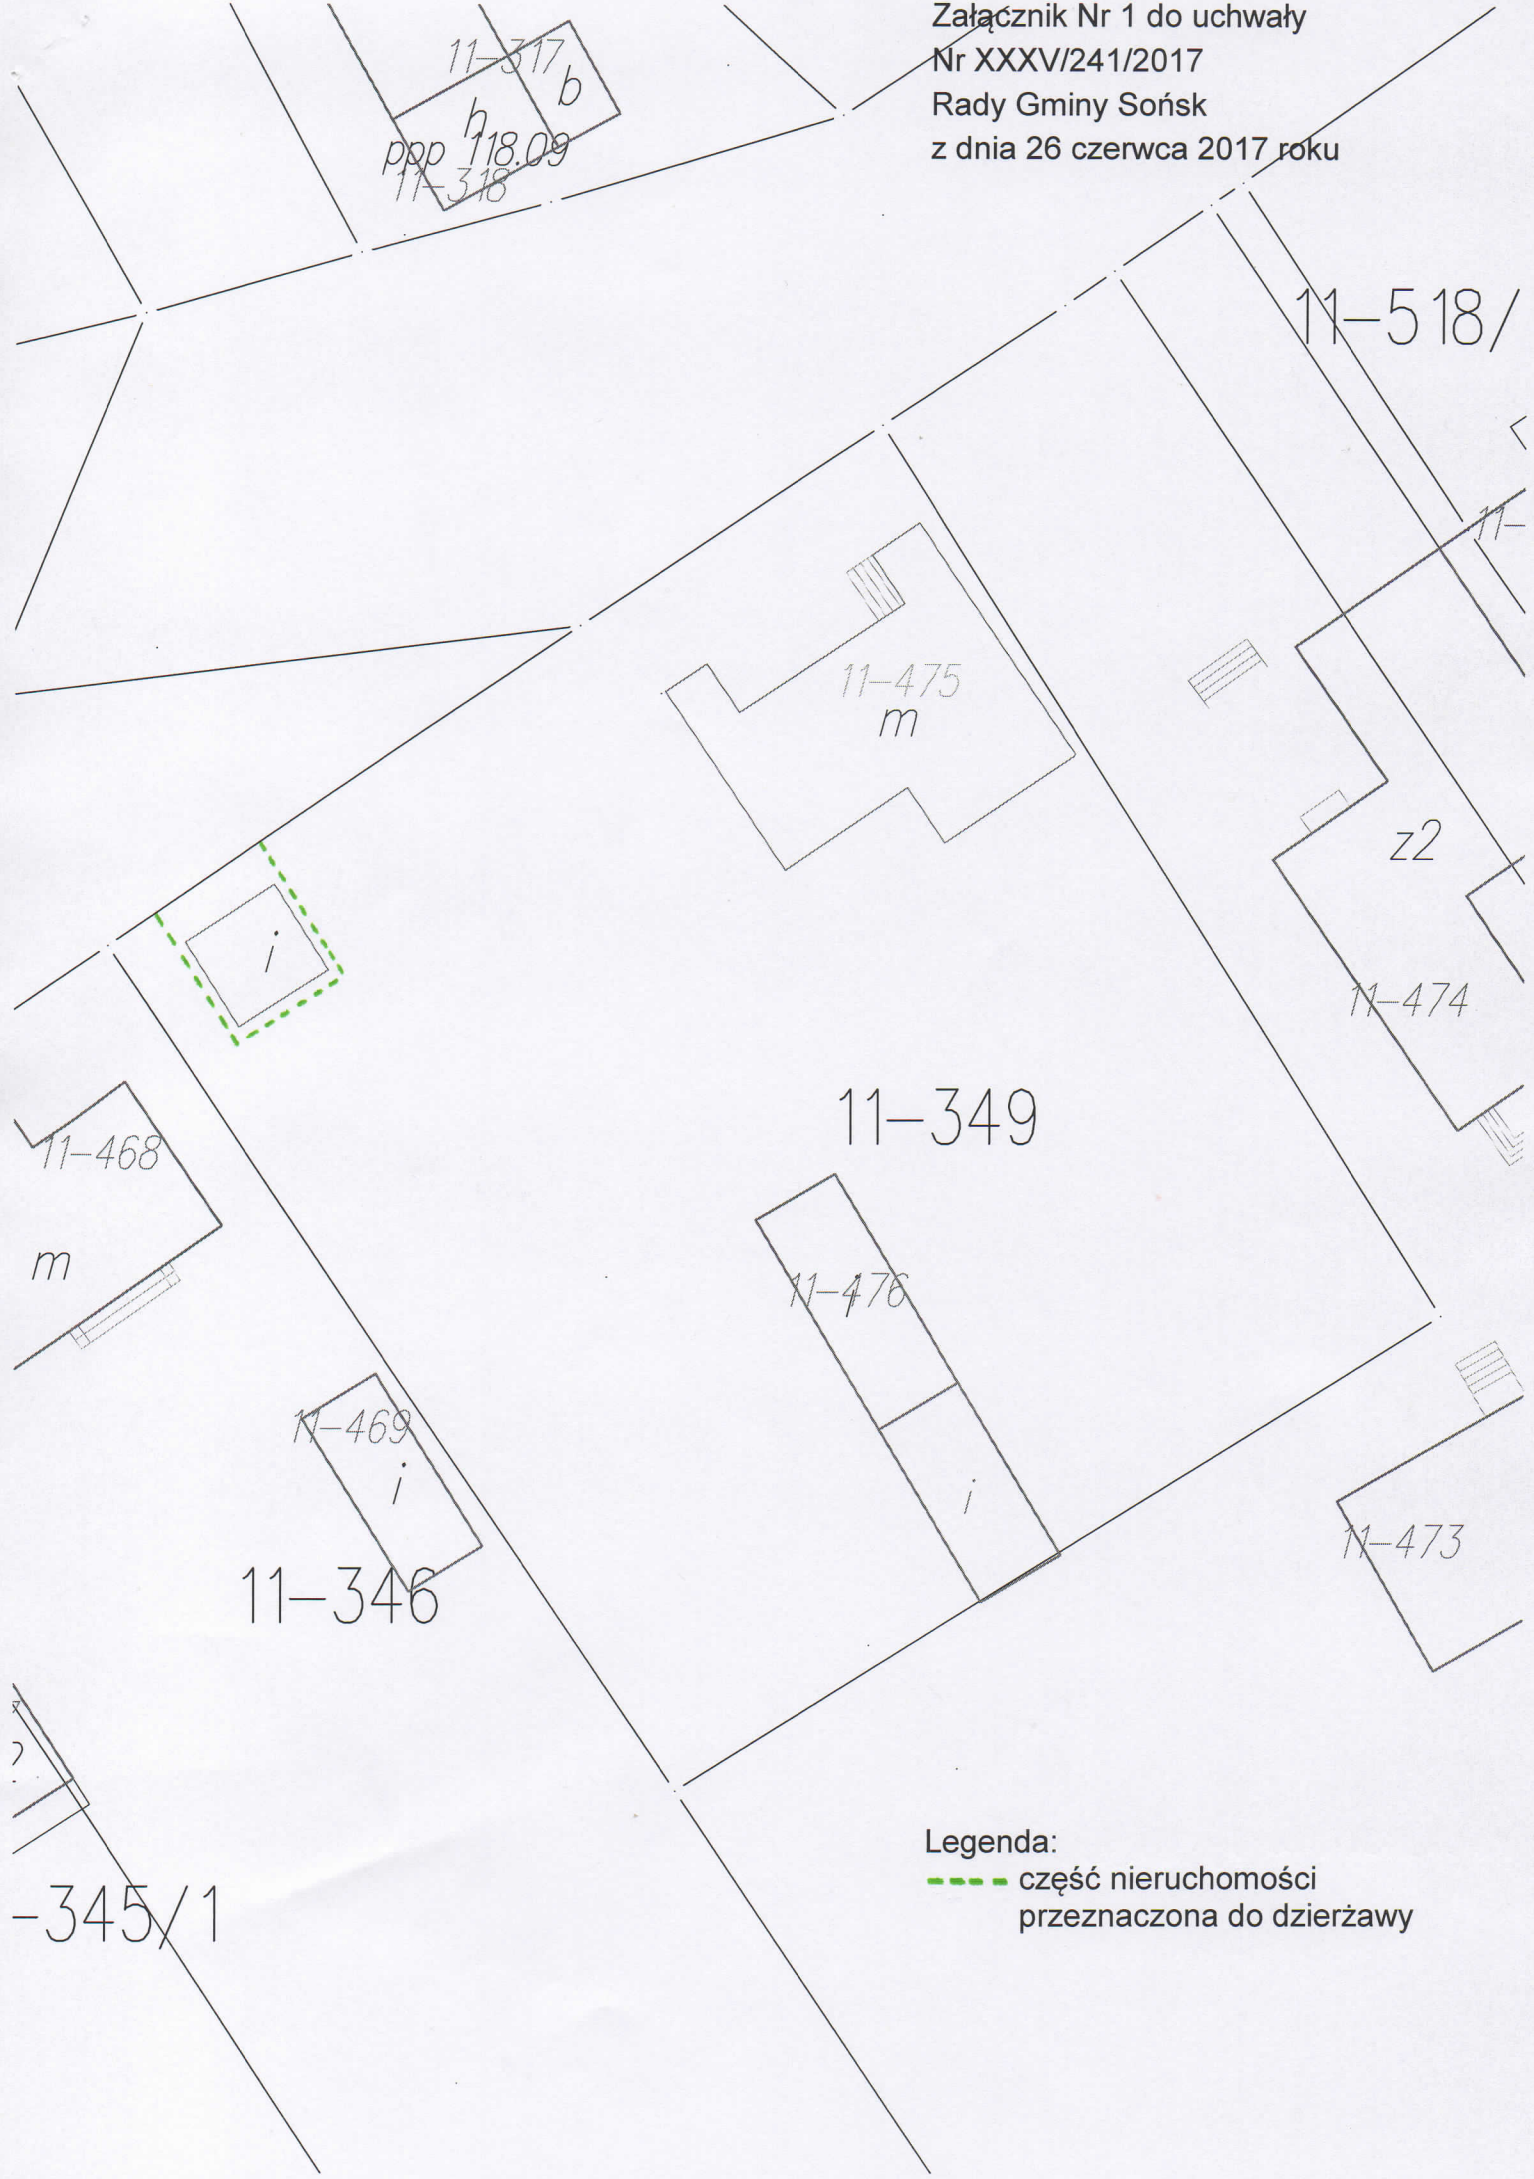 Załącznik Nr 1 do uchwały
Nr XXXV/241/2017
Rady Gminy Sońsk
z dnia 26 czerwca 2017 roku
11-317
b
h
ppp 118.09
11-318
11-518/
11-
11-475
m
z2
i
11-474
11-349
11-468
m
11-476
i
11-469
i
i
11-473
11-346
-345/1
Legenda:
część nieruchomości
przeznaczona do dzierżawy